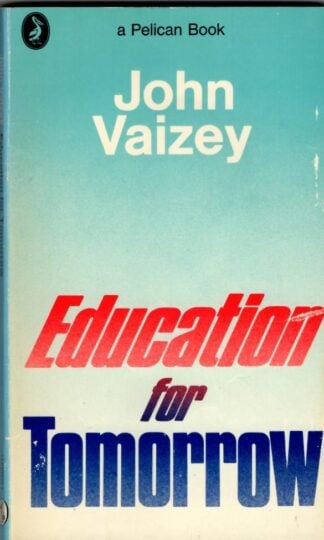 a Pelican Book
John
Vaizey
Education
for
Tomorrow